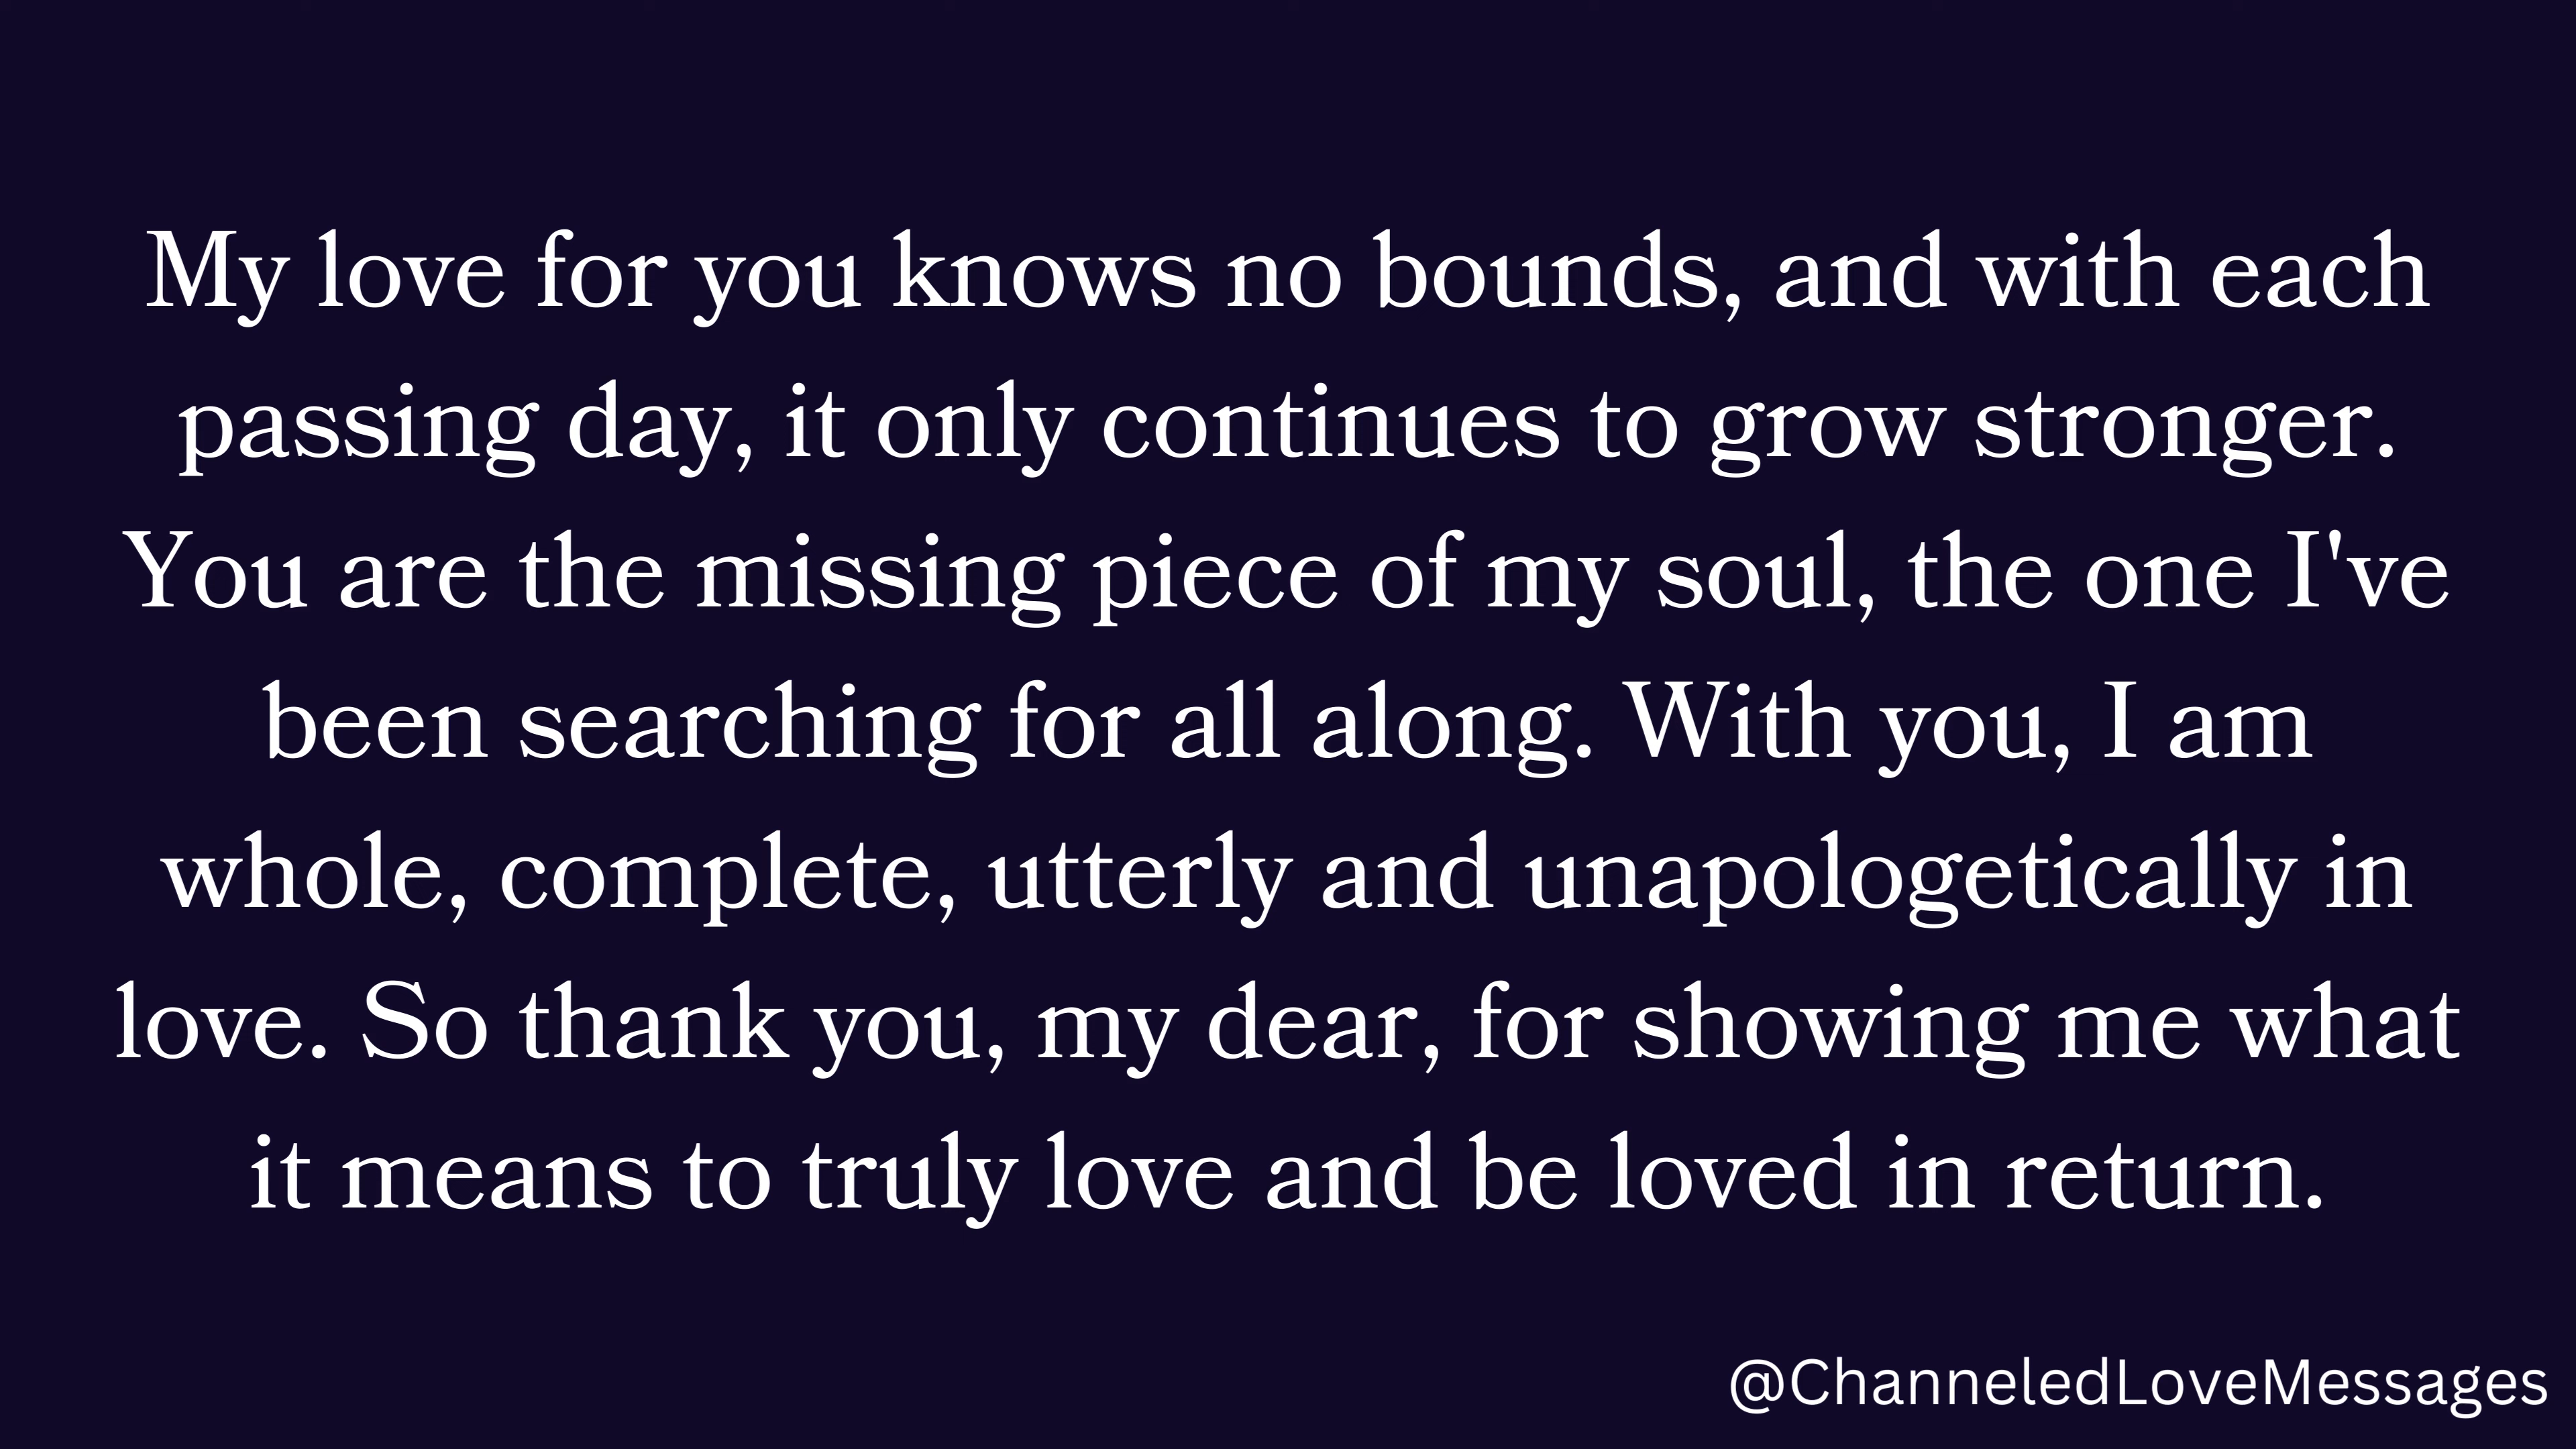 My love for you knows no bounds, and with each
passing day, it only continues to grow stronger.
You are the missing piece of my soul, the one I've
been searching for all along. With you, I am
whole, complete, utterly and unapologetically in
love. So thank you, my dear, for showing me what
it means to truly love and be loved in return.
@ChanneledLoveMessages